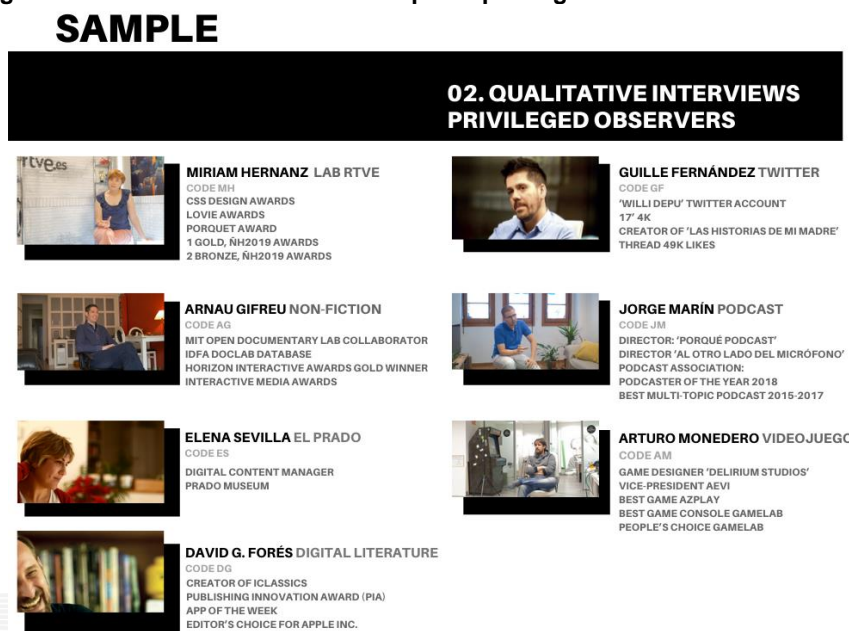 SAMPLE
02. QUALITATIVE INTERVIEWS
PRIVILEGED OBSERVERS
rtve.es
MIRIAM HERNANZ LAB RTVE
CODE MH
CSS DESIGN AWARDS
LOVIE AWARDS
PORQUET AWARD
1 GOLD, ÑH2019 AWARDS
2 BRONZE, ÑH2019 AWARDS
ARNAU GIFREU NON-FICTION
CODE AG
MIT OPEN DOCUMENTARY LAB COLLABORATOR
IDFA DOCLAB DATABASE
HORIZON INTERACTIVE AWARDS GOLD WINNER
INTERACTIVE MEDIA AWARDS
ELENA SEVILLA EL PRADO
CODE ES
DIGITAL CONTENT MANAGER
PRADO MUSEUM
DAVID G. FORÉS DIGITAL LITERATURE
CODE DG
CREATOR OF ICLASSICS
PUBLISHING INNOVATION AWARD (PIA)
APP OF THE WEEK
EDITOR'S CHOICE FOR APPLE INC.
GUILLE FERNÁNDEZ TWITTER
CODE GF
'WILLI DEPU' TWITTER ACCOUNT
17' 4K
CREATOR OF 'LAS HISTORIAS DE MI MADRE'
THREAD 49K LIKES
JORGE MARÍN PODCAST
CODE JM
DIRECTOR: 'PORQUÉ PODCAST'
DIRECTOR 'AL OTRO LADO DEL MICRÓFONO'
PODCAST ASSOCIATION:
PODCASTER OF THE YEAR 2018
BEST MULTI-TOPIC PODCAST 2015-2017
ARTURO MONEDERO VIDEOJUEGO
CODE AM
GAME DESIGNER 'DELIRIUM STUDIOS'
VICE-PRESIDENT AEVI
BEST GAME AZPLAY
BEST GAME CONSOLE GAMELAB
PEOPLE'S CHOICE GAMELAB